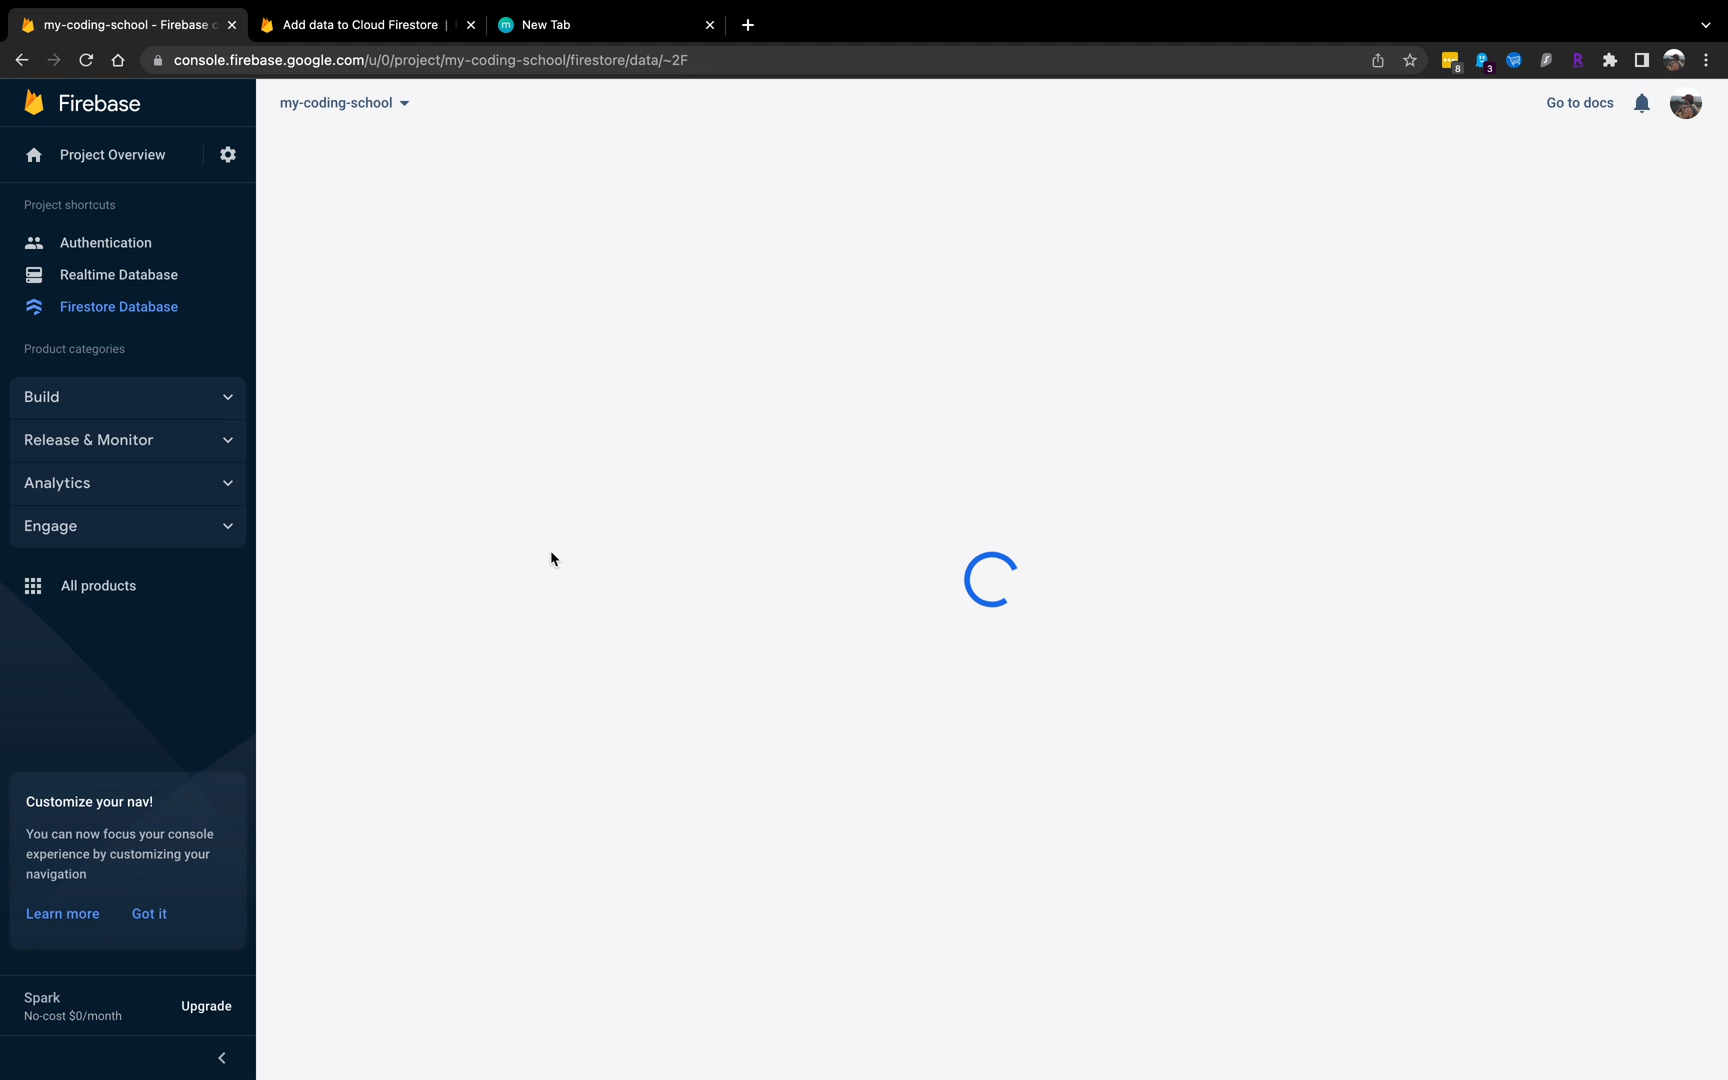 my-coding-school - Firebase c
Add data to Cloud Firestore |
m
New Tab
console.firebase.google.com/u/0/project/my-coding-school/firestore/data/~2F
8
3
R
Firebase
my-coding-school
Go to docs
Project Overview
Project shortcuts
Authentication
Realtime Database
Firestore Database
Product categories
Build
Release & Monitor
Analytics
Engage
All products
Customize your nav!
You can now focus your console
experience by customizing your
navigation
Learn more
Got it
Spark
No-cost $0/month
Upgrade